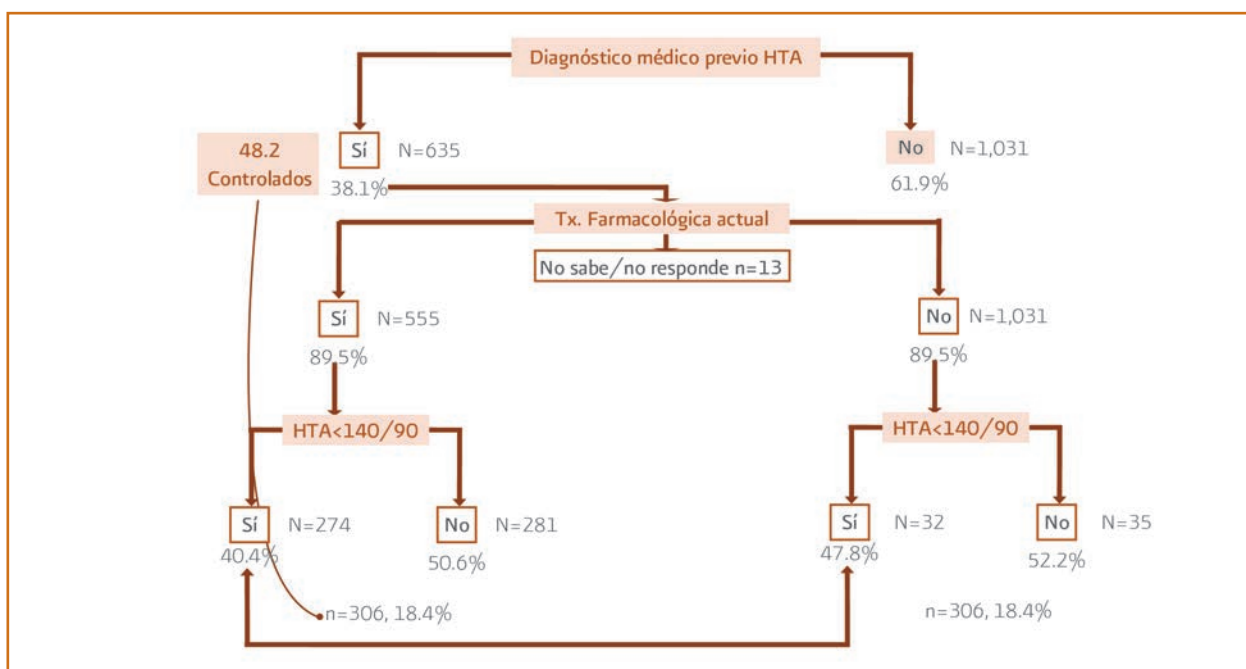 Diagnóstico médico previo HTA
48.2
Controlados
Sí N=635
38.1%
No N=1,031
61.9%
Tx. Farmacológica actual
No sabe/no responde n=13
Sí N=555
89.5%
No N=1,031
89.5%
HTA<140/90
HTA<140/90
Sí N=274
40.4%
No N=281
50.6%
Sí N=32
47.8%
No N=35
52.2%
n=306, 18.4%
n=306, 18.4%